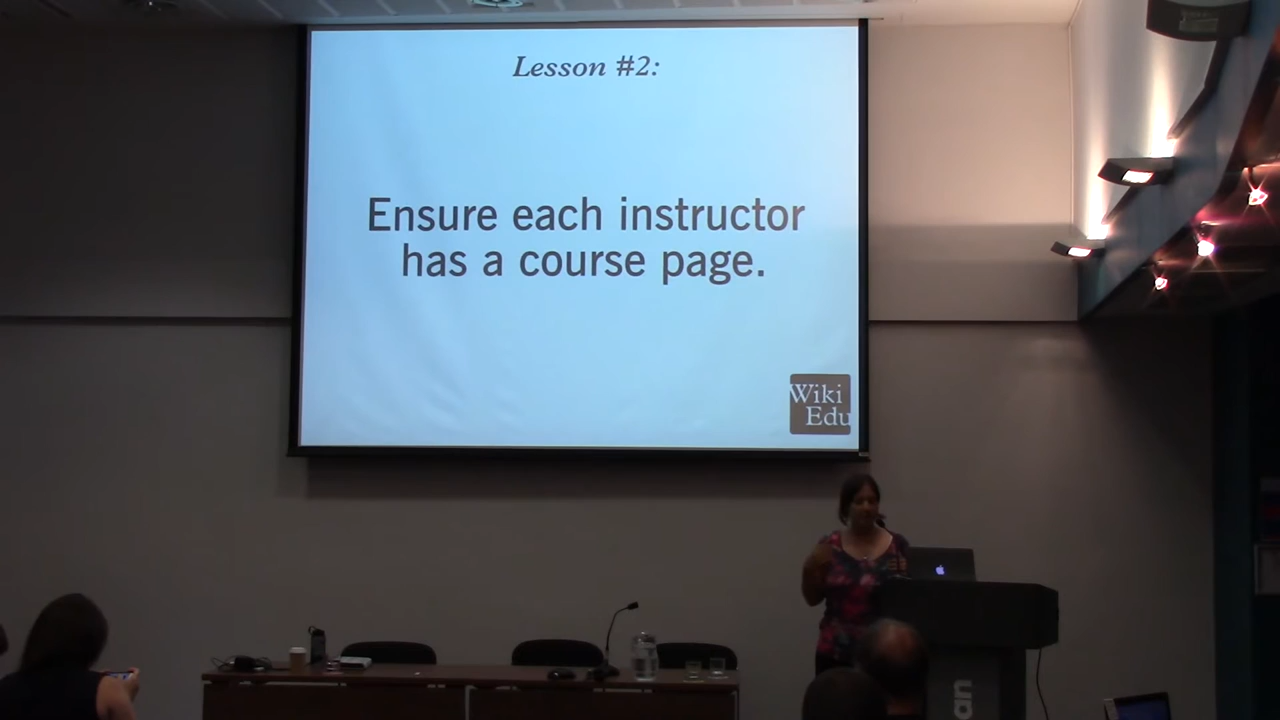 Lesson #2:
Ensure each instructor
has a course page.
Wiki
Edu